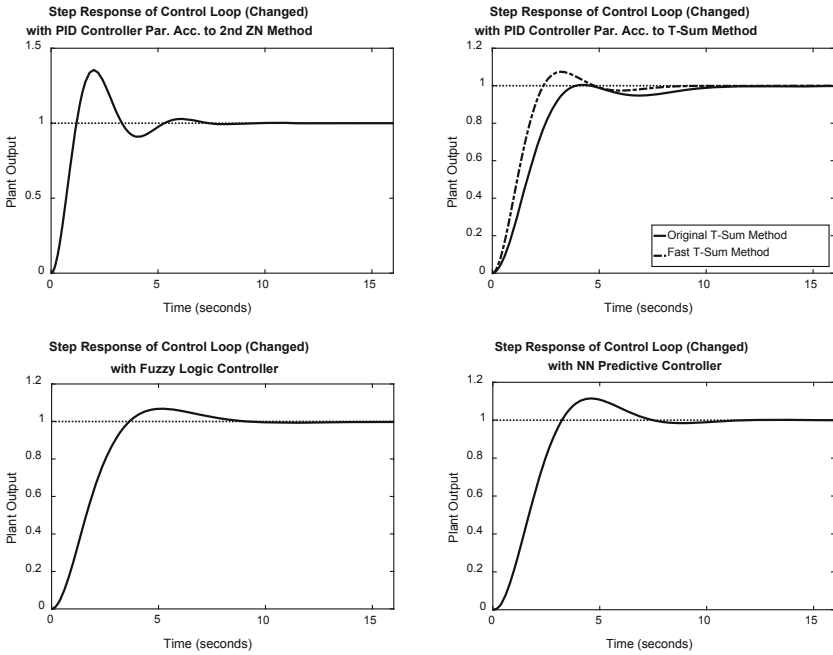 Step Response of Control Loop (Changed)
with PID Controller Par. Acc. to 2nd ZN Method
1.5
1
0.5
0
Plant Output
0
5
10
15
Time (seconds)
Step Response of Control Loop (Changed)
with PID Controller Par. Acc. to T-Sum Method
1.2
1
0.8
0.6
0.4
0.2
0
Plant Output
Original T-Sum Method
Fast T-Sum Method
0
5
10
15
Time (seconds)
Step Response of Control Loop (Changed)
with Fuzzy Logic Controller
1.2
1
0.8
0.6
0.4
0.2
0
Plant Output
0
5
10
15
Time (seconds)
Step Response of Control Loop (Changed)
with NN Predictive Controller
1.2
1
0.8
0.6
0.4
0.2
0
Plant Output
0
5
10
15
Time (seconds)